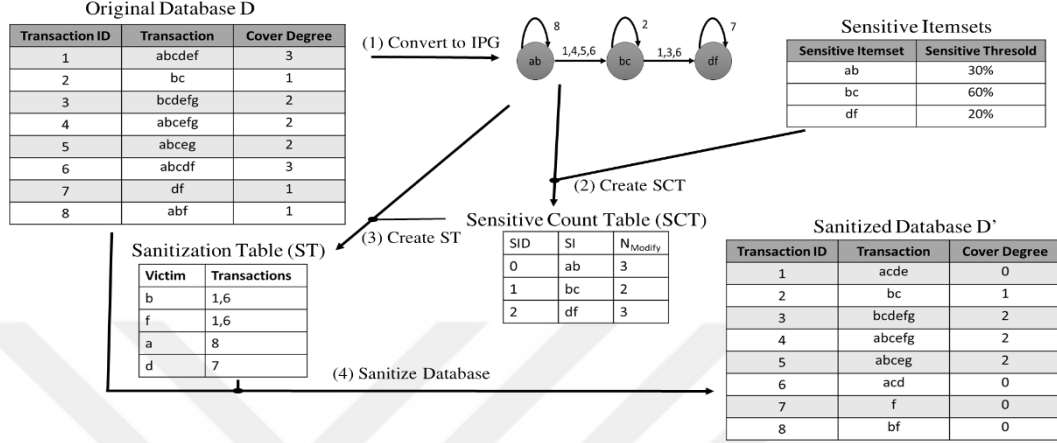 Original Database D
Transaction ID Transaction Cover Degree
1 abcdef 3
2 bc 1
3 bcdefg 2
4 abcefg 2
5 abceg 2
6 abcdf 3
7 df 1
8 abf 1
(1) Convert to IPG
8 2 7
ab 1,4,5,6 bc 1,3,6 df
Sensitive Itemsets
Sensitive Itemset Sensitive Thresold
ab 30%
bc 60%
df 20%
(2) Create SCT
(3) Create ST
Sensitive Count Table (SCT)
SID SI NModify
0 ab 3
1 bc 2
2 df 3
Sanitization Table (ST)
Victim Transactions
b 1,6
f 1,6
a 8
d 7
(4) Sanitize Database
Sanitized Database D’
Transaction ID Transaction Cover Degree
1 acde 0
2 bc 1
3 bcdefg 2
4 abcefg 2
5 abceg 2
6 acd 0
7 f 0
8 bf 0